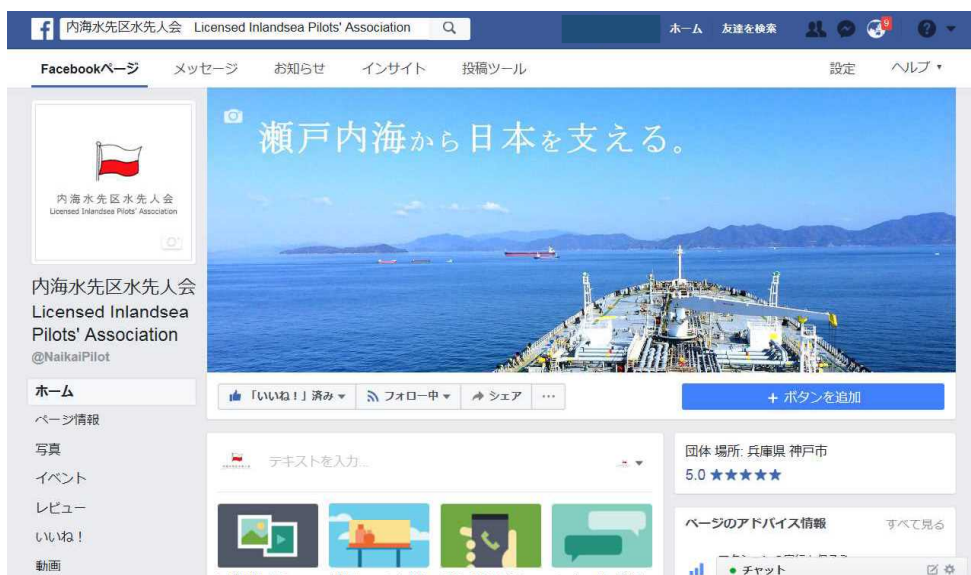 内海水先区水先人会 Licensed Inlandsea Pilots' Association
ホーム 友達を検索
9
Facebookページ メッセージ お知らせ インサイト 投稿ツール 設定 ヘルプ
瀬戸内海から日本を支える。
内海水先区水先人会
Licensed Inlandsea Pilots' Association
内海水先区水先人会
Licensed Inlandsea
Pilots' Association
@NaikaiPilot
ホーム
ページ情報
写真
イベント
レビュー
いいね！
動画
「いいね！」済み フォロー中 シェア ...
+ ボタンを追加
テキストを入力...
団体 場所: 兵庫県 神戸市
5.0 ★★★★★
ページのアドバイス情報 すべて見る
チャット